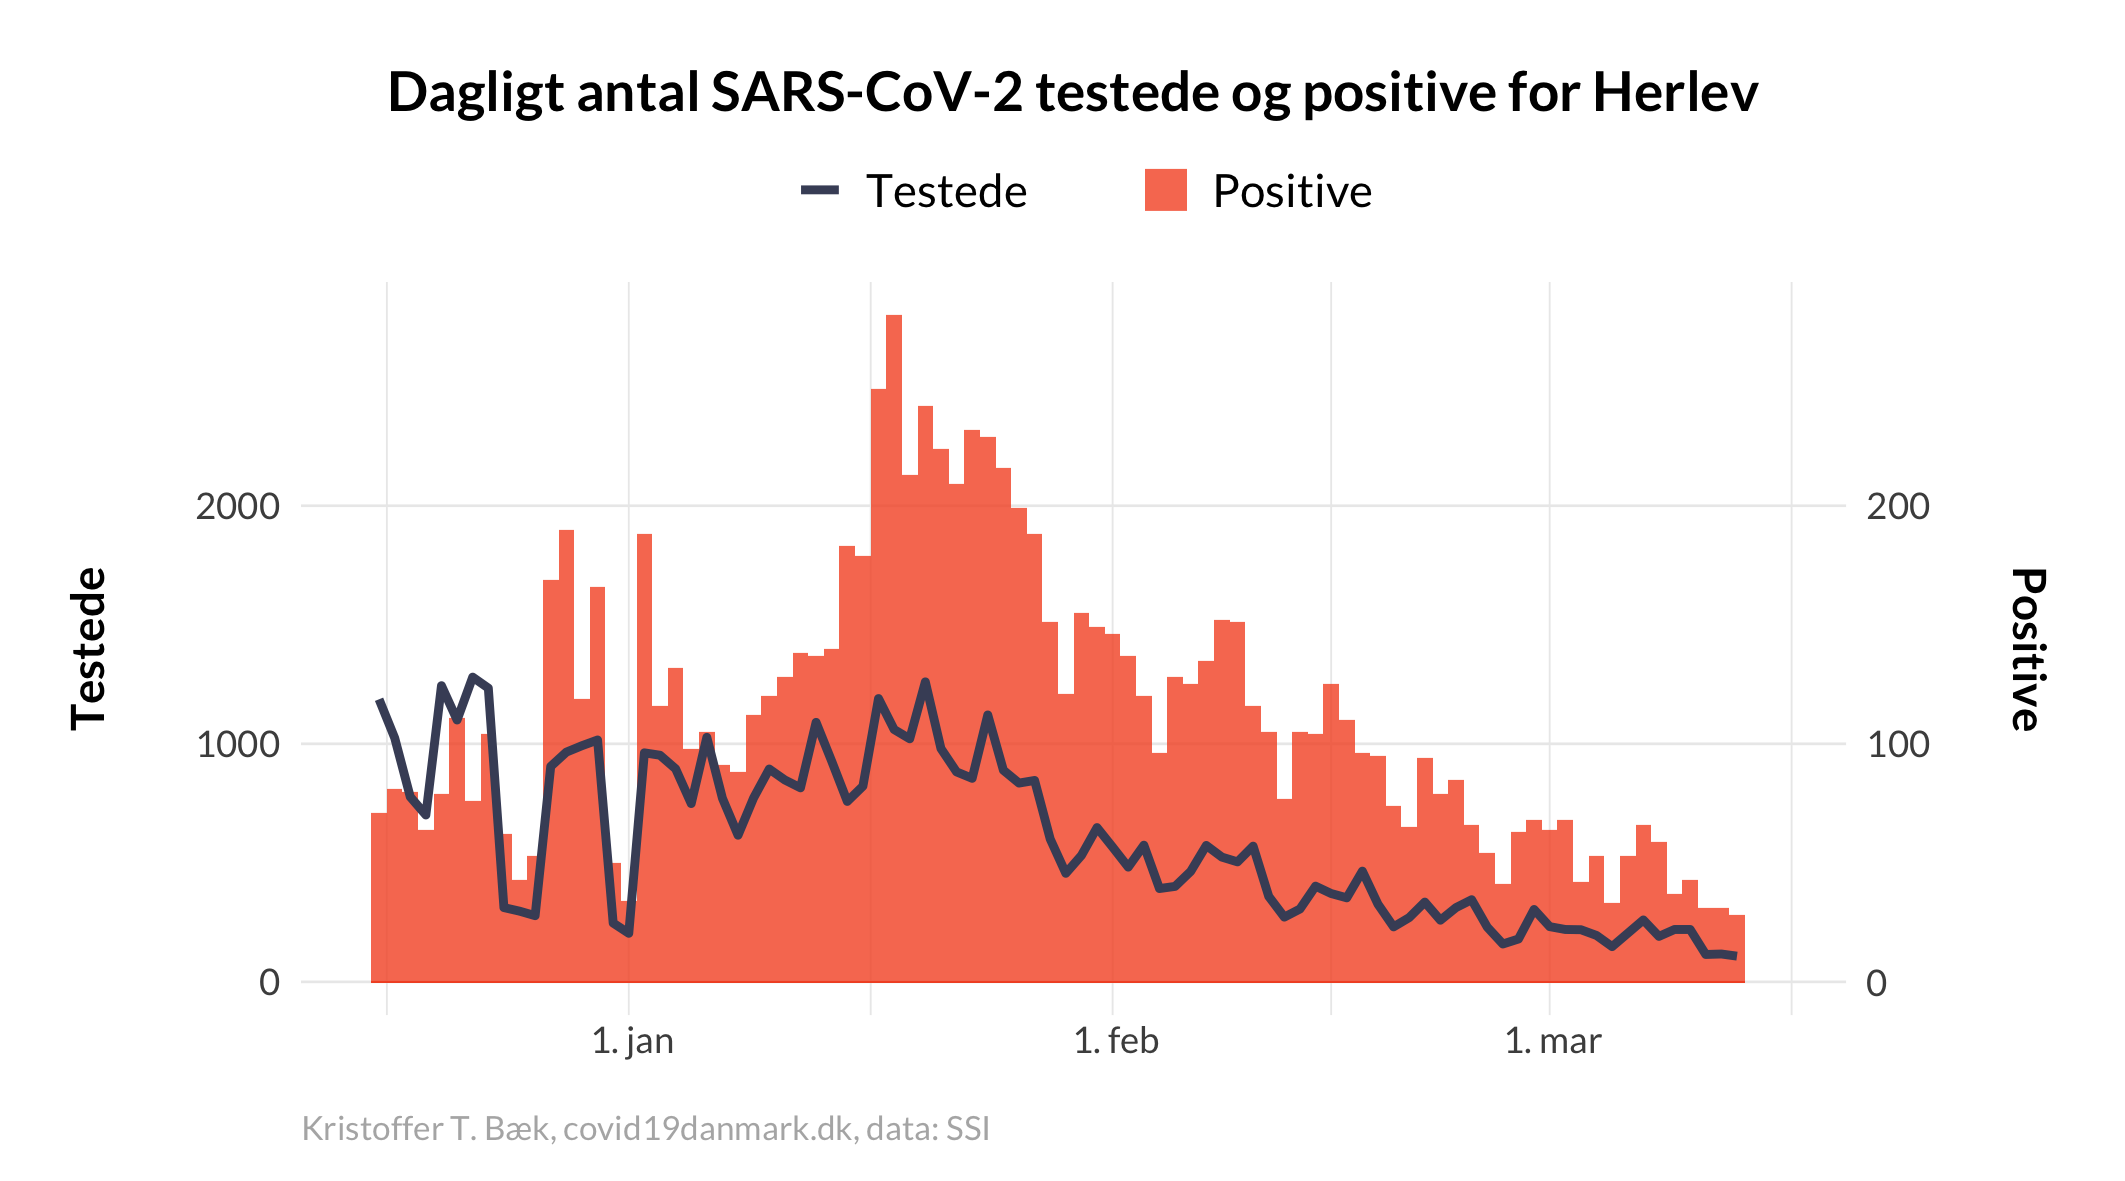 Dagligt antal SARS-CoV-2 testede og positive for Herlev
Testede
Positive
2000
1000
0
Testede
200
100
0
Positive
1. jan
1. feb
1. mar
Kristoffer T. Bæk, covid19danmark.dk, data: SSI